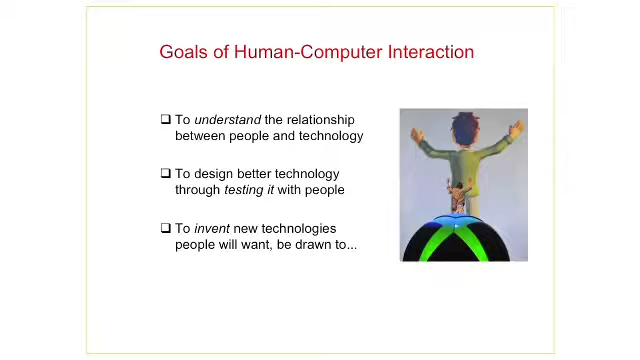 Goals of Human-Computer Interaction
❑ To understand the relationship
between people and technology
❑ To design better technology
through testing it with people
❑ To invent new technologies
people will want, be drawn to...